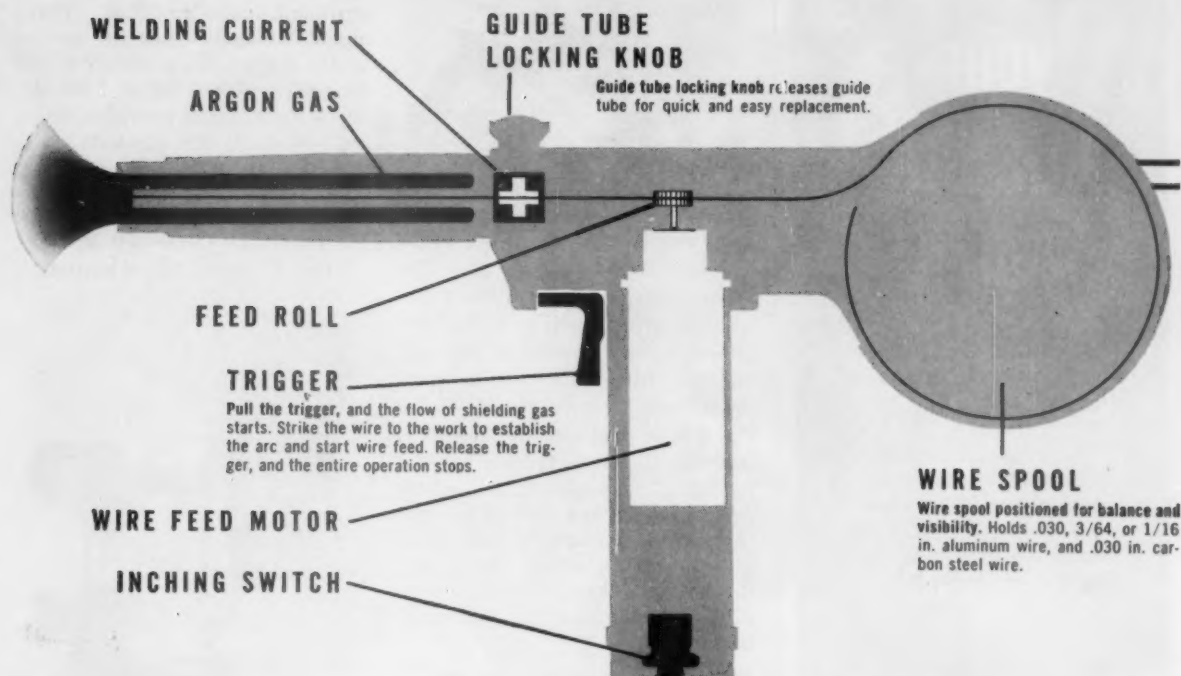 WELDING CURRENT
ARGON GAS
GUIDE TUBE
LOCKING KNOB
Guide tube locking knob releases guide
tube for quick and easy replacement.
FEED ROLL
TRIGGER
Pull the trigger, and the flow of shielding gas
starts. Strike the wire to the work to establish
the arc and start wire feed. Release the trig-
ger, and the entire operation stops.
WIRE FEED MOTOR
INCHING SWITCH
WIRE SPOOL
Wire spool positioned for balance and
visibility. Holds .030, 3/64, or 1/16
in. aluminum wire, and .030 in. car-
bon steel wire.